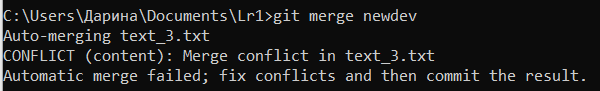 C:\Users\Дарина\Documents\Lr1>git merge newdev
Auto-merging text_3.txt
CONFLICT (content): Merge conflict in text_3.txt
Automatic merge failed; fix conflicts and then commit the result.